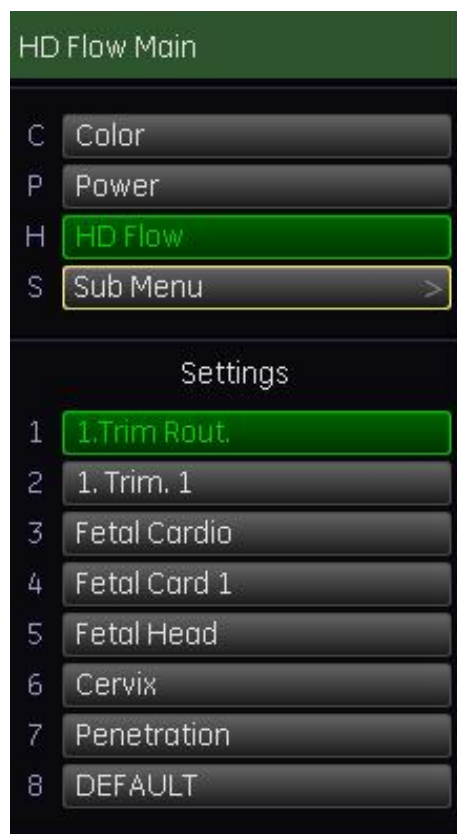 HD Flow Main
C Color
P Power
H HD Flow
S Sub Menu >
Settings
1 1.Trim Rout.
2 1. Trim. 1
3 Fetal Cardio
4 Fetal Card 1
5 Fetal Head
6 Cervix
7 Penetration
8 DEFAULT